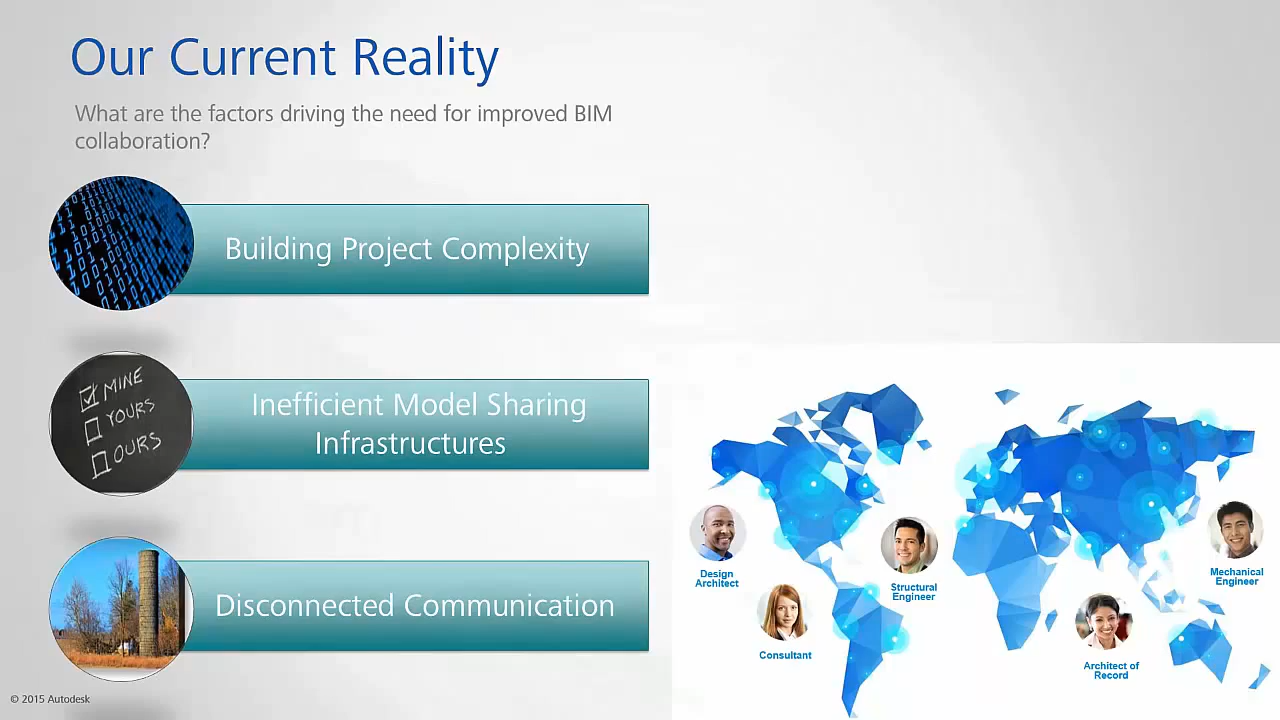 Our Current Reality
What are the factors driving the need for improved BIM
collaboration?
Building Project Complexity
MINE
YOURS
OURS
Inefficient Model Sharing
Infrastructures
Disconnected Communication
Design
Architect
Consultant
Structural
Engineer
Architect of
Record
Mechanical
Engineer
© 2015 Autodesk